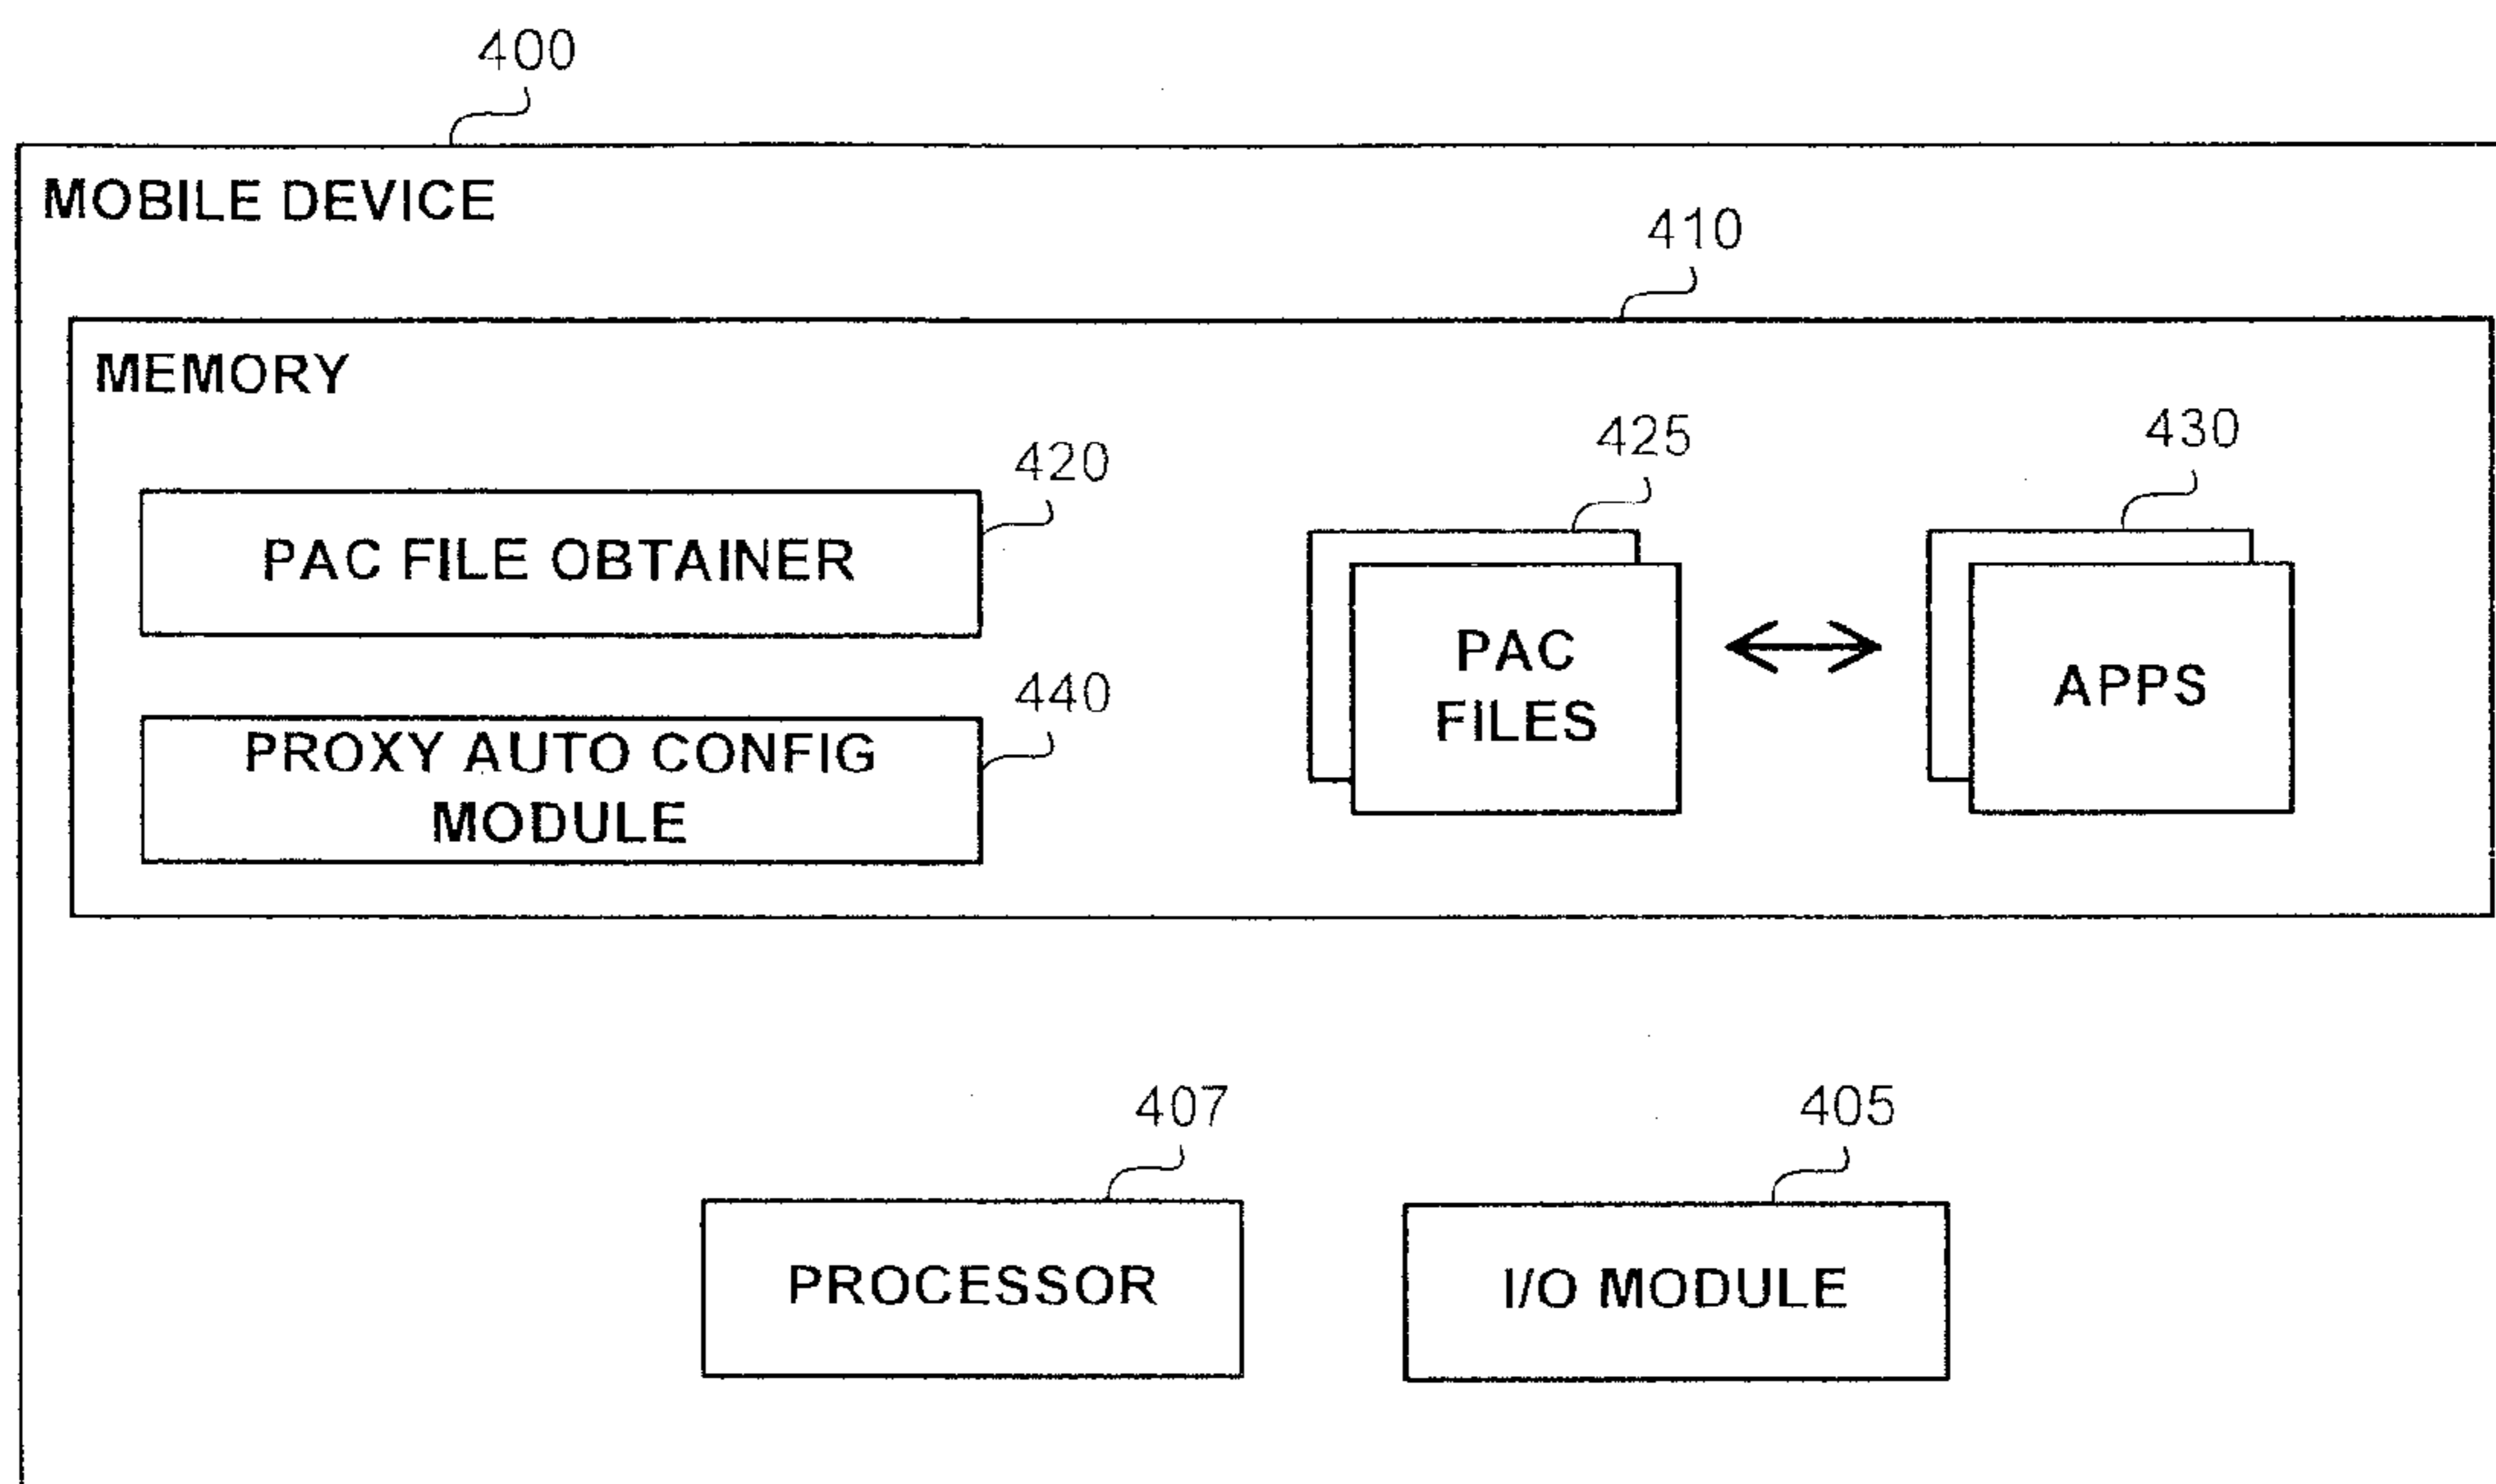 400
MOBILE DEVICE
410
MEMORY
420
425
430
PAC FILE OBTAINER
PAC
FILES
APPS
440
PROXY AUTO CONFIG
MODULE
407
405
PROCESSOR
I/O MODULE